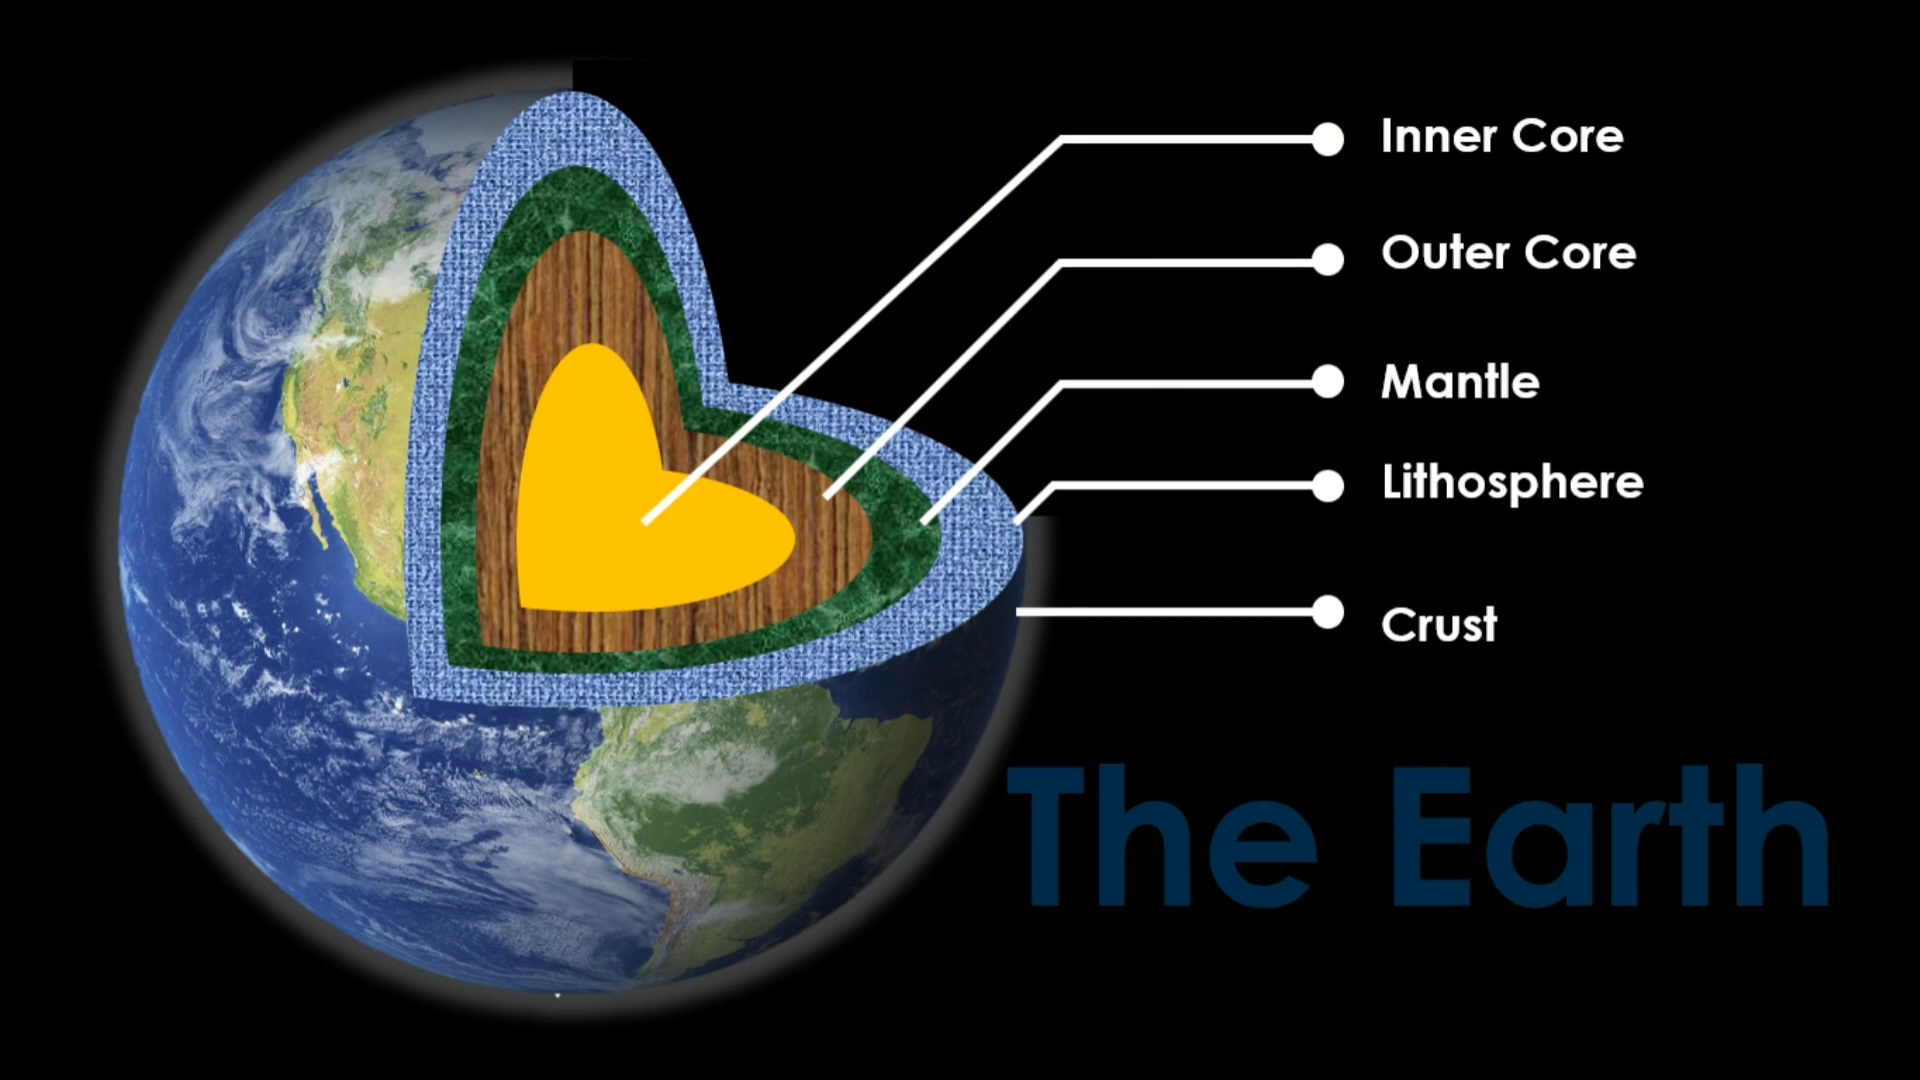 Inner Core
Outer Core
Mantle
Lithosphere
Crust
The Earth